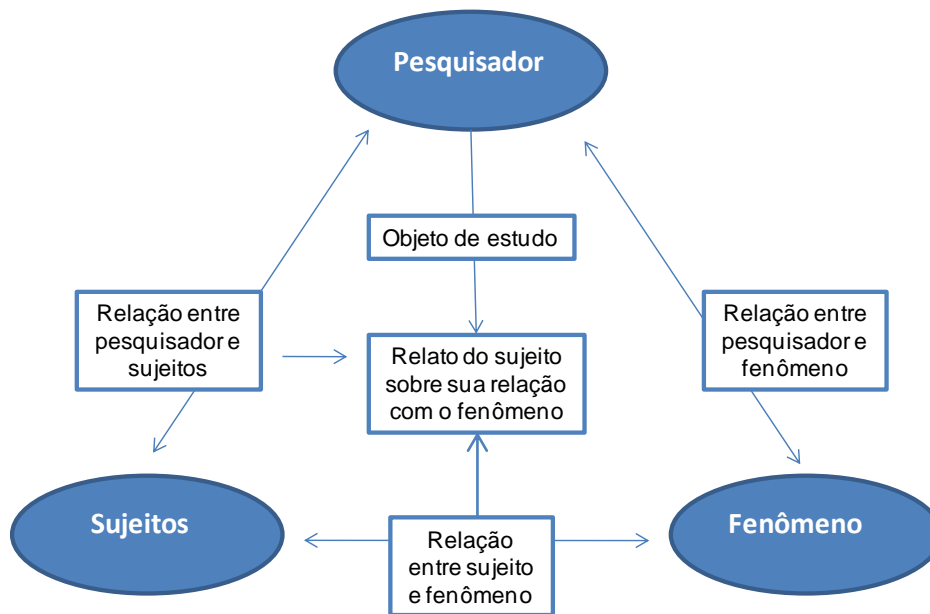 Pesquisador
Objeto de estudo
Relação entre
pesquisador e
sujeitos
Relato do sujeito
sobre sua relação
com o fenômeno
Relação entre
pesquisador e
fenômeno
Sujeitos
Relação
entre sujeito
e fenômeno
Fenômeno